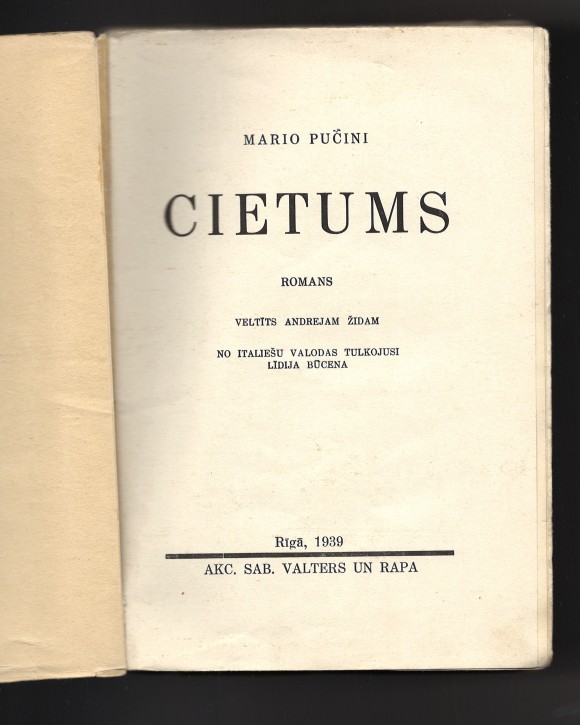 MARIO PUČINI
CIETUMS
ROMANS
VELTĪTS ANDREJAM ŽIDAM
NO ITALIEŠU VALODAS TULKOJUSI
LĪDIJA BŪCENA
Rīgā, 1939
AKC. SAB. VALTERS UN RAPA